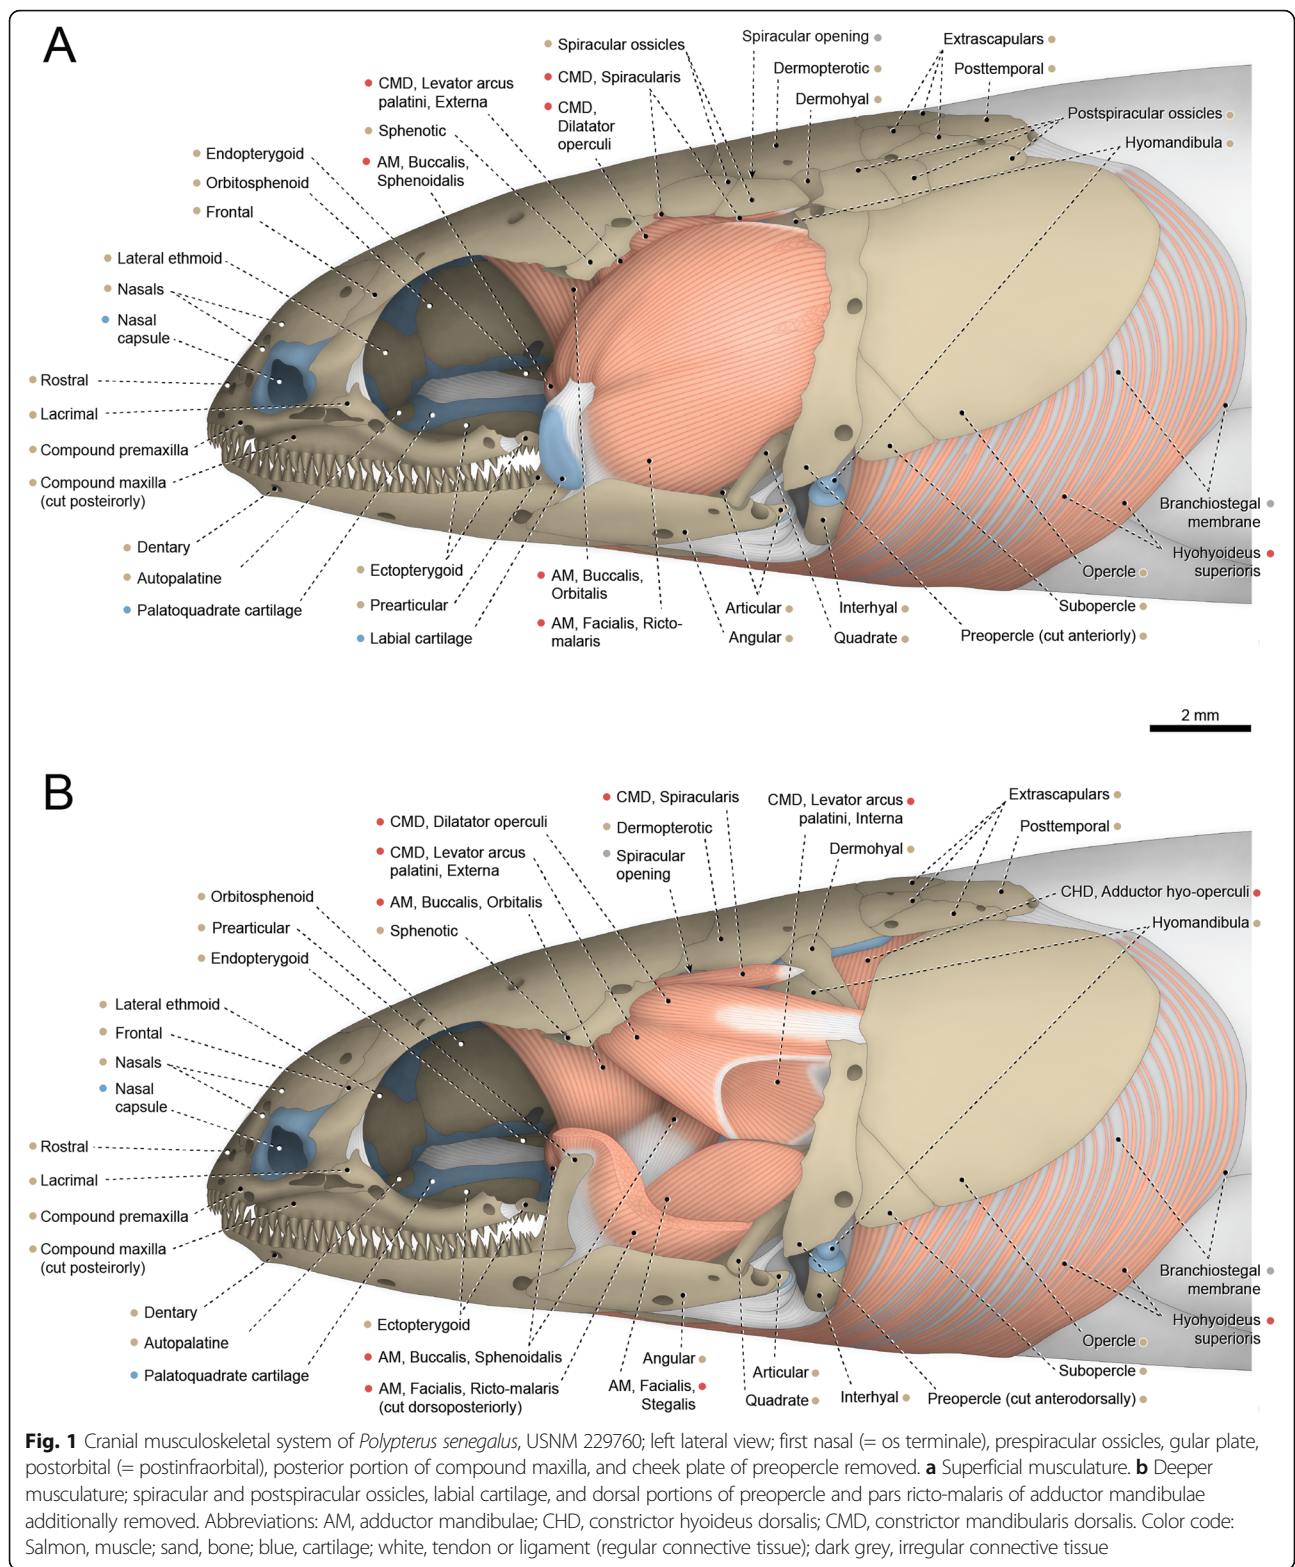 A
Spiracular ossicles
Spiracular opening
Extrascapulars
CMD, Levator arcus
palatini, Externa
CMD, Spiracularis
Dermopterotic
Posttemporal
Sphenotic
CMD,
Dilatator
operculi
Dermohyal
Postspiracular ossicles
Endopterygoid
AM, Buccalis,
Sphenoidalis
Hyomandibula
Orbitosphenoid
Frontal
Lateral ethmoid
Nasals
Nasal
capsule
Rostral
Lacrimal
Compound premaxilla
Compound maxilla
(cut posteirorly)
Dentary
Autopalatine
Palatoquadrate cartilage
Ectopterygoid
Prearticular
Labial cartilage
AM, Buccalis,
Orbitalis
AM, Facialis, Ricto-
malaris
Articular
Angular
Interhyal
Quadrate
Branchiostegal
membrane
Hyohyoideus
superioris
Opercle
Subopercle
Preopercle (cut anteriorly)
2 mm
B
CMD, Spiracularis
CMD, Levator arcus
palatini, Interna
Extrascapulars
CMD, Dilatator operculi
Dermopterotic
Posttemporal
CMD, Levator arcus
palatini, Externa
Spiracular
opening
Dermohyal
Orbitosphenoid
AM, Buccalis, Orbitalis
CHD, Adductor hyo-operculi
Prearticular
Sphenotic
Hyomandibula
Endopterygoid
Lateral ethmoid
Frontal
Nasals
Nasal
capsule
Rostral
Lacrimal
Compound premaxilla
Compound maxilla
(cut posteirorly)
Dentary
Autopalatine
Palatoquadrate cartilage
Ectopterygoid
AM, Buccalis, Sphenoidalis
AM, Facialis, Ricto-malaris
(cut dorsoposteriorly)
Angular
AM, Facialis,
Stegalis
Articular
Quadrate
Interhyal
Branchiostegal
membrane
Hyohyoideus
superioris
Opercle
Subopercle
Preopercle (cut anterodorsally)
Fig. 1 Cranial musculoskeletal system of Polypterus senegalus, USNM 229760; left lateral view; first nasal (= os terminale), prespiracular ossicles, gular plate,
postorbital (= postinfraorbital), posterior portion of compound maxilla, and cheek plate of preopercle removed. a Superficial musculature. b Deeper
musculature; spiracular and postspiracular ossicles, labial cartilage, and dorsal portions of preopercle and pars ricto-malaris of adductor mandibulae
additionally removed. Abbreviations: AM, adductor mandibulae; CHD, constrictor hyoideus dorsalis; CMD, constrictor mandibularis dorsalis. Color code:
Salmon, muscle; sand, bone; blue, cartilage; white, tendon or ligament (regular connective tissue); dark grey, irregular connective tissue